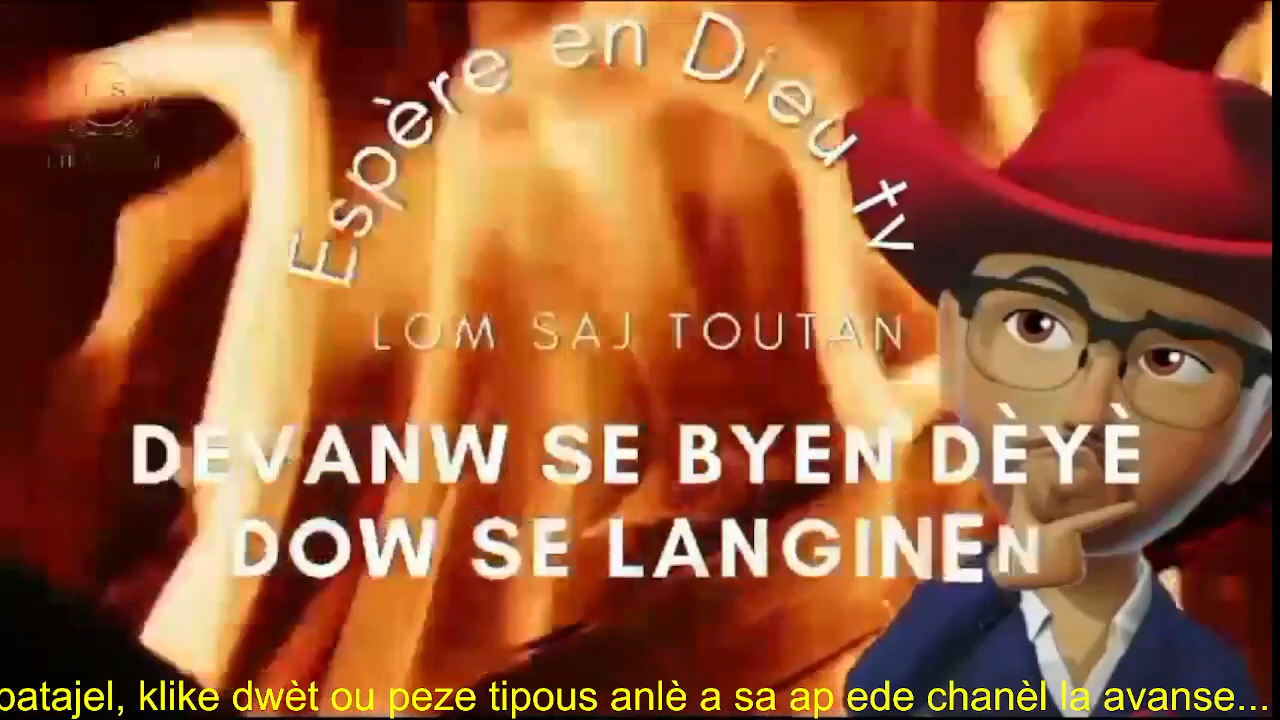 Espère en Dieu tv
LOM SAJ TOUTAN
DEVANW SE BYEN DÈYÈ
DOW SE LANGINEN
patajel, klike dwèt ou peze tipous anlè a sa ap ede chanèl la avanse...